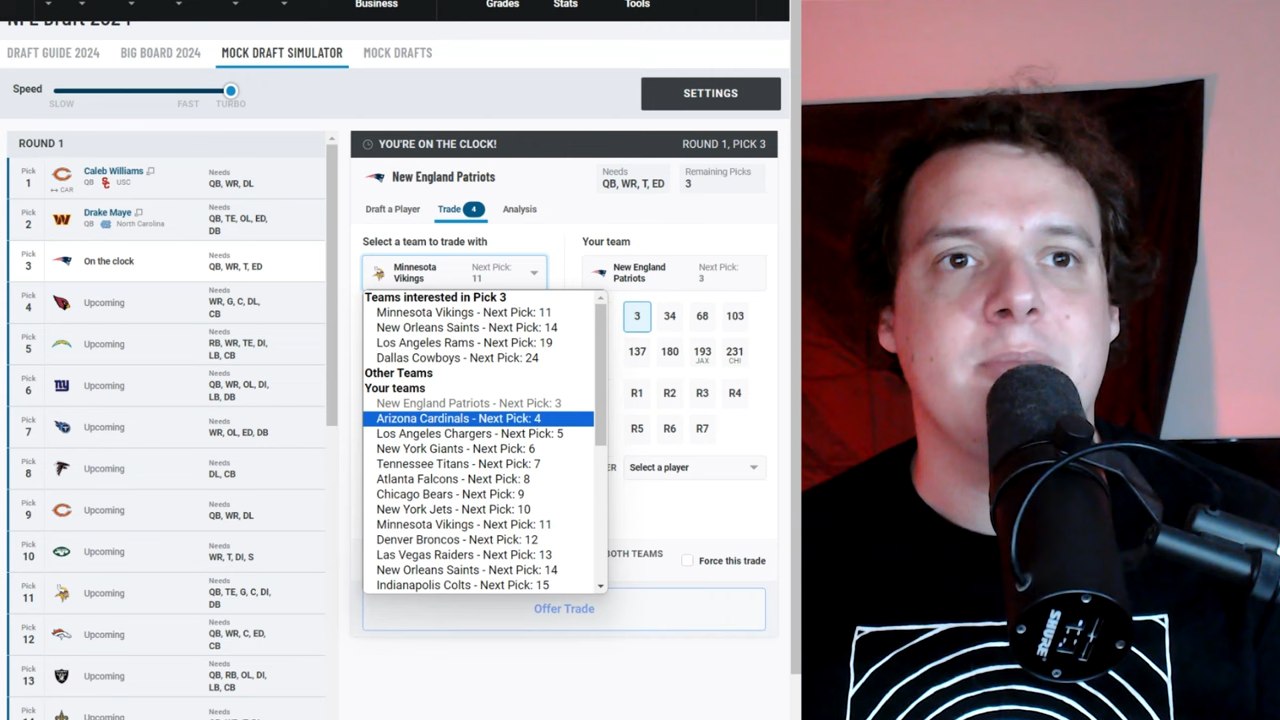 Business Grades Stats Tools
NFL Draft 2024
DRAFT GUIDE 2024 BIG BOARD 2024 MOCK DRAFT SIMULATOR MOCK DRAFTS
Speed
SLOW FAST TURBO
SETTINGS
ROUND 1
Pick 1 CAR Caleb Williams QB USC Needs QB, WR, DL
Pick 2 Drake Maye QB North Carolina Needs QB, TE, OL, ED, DB
Pick 3 On the clock Needs QB, WR, T, ED
Pick 4 Upcoming Needs WR, G, C, DL, CB
Pick 5 Upcoming Needs RB, WR, TE, DI, LB, CB
Pick 6 Upcoming Needs QB, WR, OL, DI, LB, DB
Pick 7 Upcoming Needs WR, OL, ED, DB
Pick 8 Upcoming Needs DL, CB
Pick 9 Upcoming Needs QB, WR, DL
Pick 10 Upcoming Needs WR, T, DI, S
Pick 11 Upcoming Needs QB, TE, G, C, DI, DB
Pick 12 Upcoming Needs QB, WR, C, ED, CB
Pick 13 Upcoming Needs QB, RB, OL, DI, LB, CB
Pick Upcoming Needs
YOU'RE ON THE CLOCK! ROUND 1, PICK 3
New England Patriots Needs QB, WR, T, ED Remaining Picks 3
Draft a Player Trade 4 Analysis
Select a team to trade with
Minnesota Vikings Next Pick: 11
Teams interested in Pick 3
Minnesota Vikings - Next Pick: 11
New Orleans Saints - Next Pick: 14
Los Angeles Rams - Next Pick: 19
Dallas Cowboys - Next Pick: 24
Other Teams
Your teams
New England Patriots - Next Pick: 3
Arizona Cardinals - Next Pick: 4
Los Angeles Chargers - Next Pick: 5
New York Giants - Next Pick: 6
Tennessee Titans - Next Pick: 7
Atlanta Falcons - Next Pick: 8
Chicago Bears - Next Pick: 9
New York Jets - Next Pick: 10
Minnesota Vikings - Next Pick: 11
Denver Broncos - Next Pick: 12
Las Vegas Raiders - Next Pick: 13
New Orleans Saints - Next Pick: 14
Indianapolis Colts - Next Pick: 15
Your team
New England Patriots Next Pick: 3
3 34 68 103
137 180 193 JAX 231 CHI
R1 R2 R3 R4
R5 R6 R7
Select a player
BOTH TEAMS Force this trade
Offer Trade
SHURE